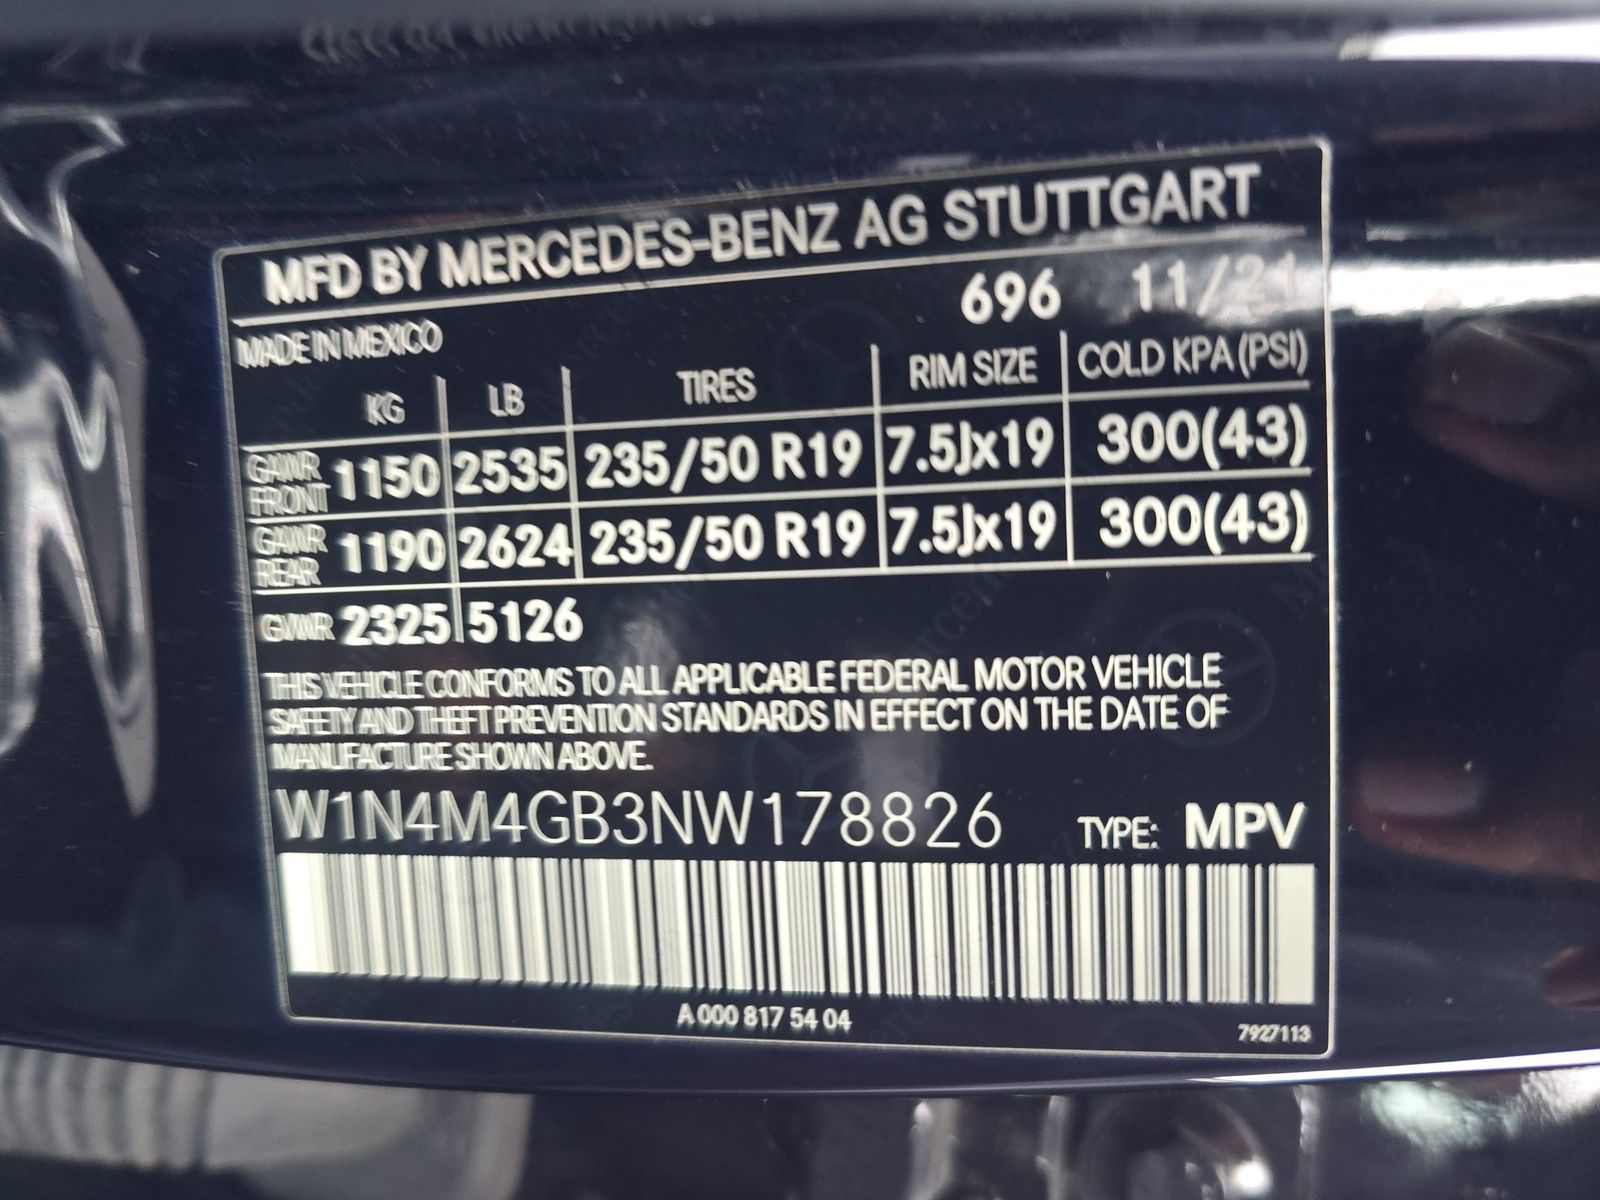 MFD BY MERCEDES-BENZ AG STUTTGART
696 11/21
MADE IN MEXICO
KG LB TIRES RIM SIZE COLD KPA (PSI)
GAWR FRONT 1150 2535 235/50 R19 7.5Jx19 300(43)
GAWR REAR 1190 2624 235/50 R19 7.5Jx19 300(43)
GVWR 2325 5126
THIS VEHICLE CONFORMS TO ALL APPLICABLE FEDERAL MOTOR VEHICLE
SAFETY AND THEFT PREVENTION STANDARDS IN EFFECT ON THE DATE OF
MANUFACTURE SHOWN ABOVE.
W1N4M4GB3NW178826 TYPE: MPV
A 000 817 54 04
7927113